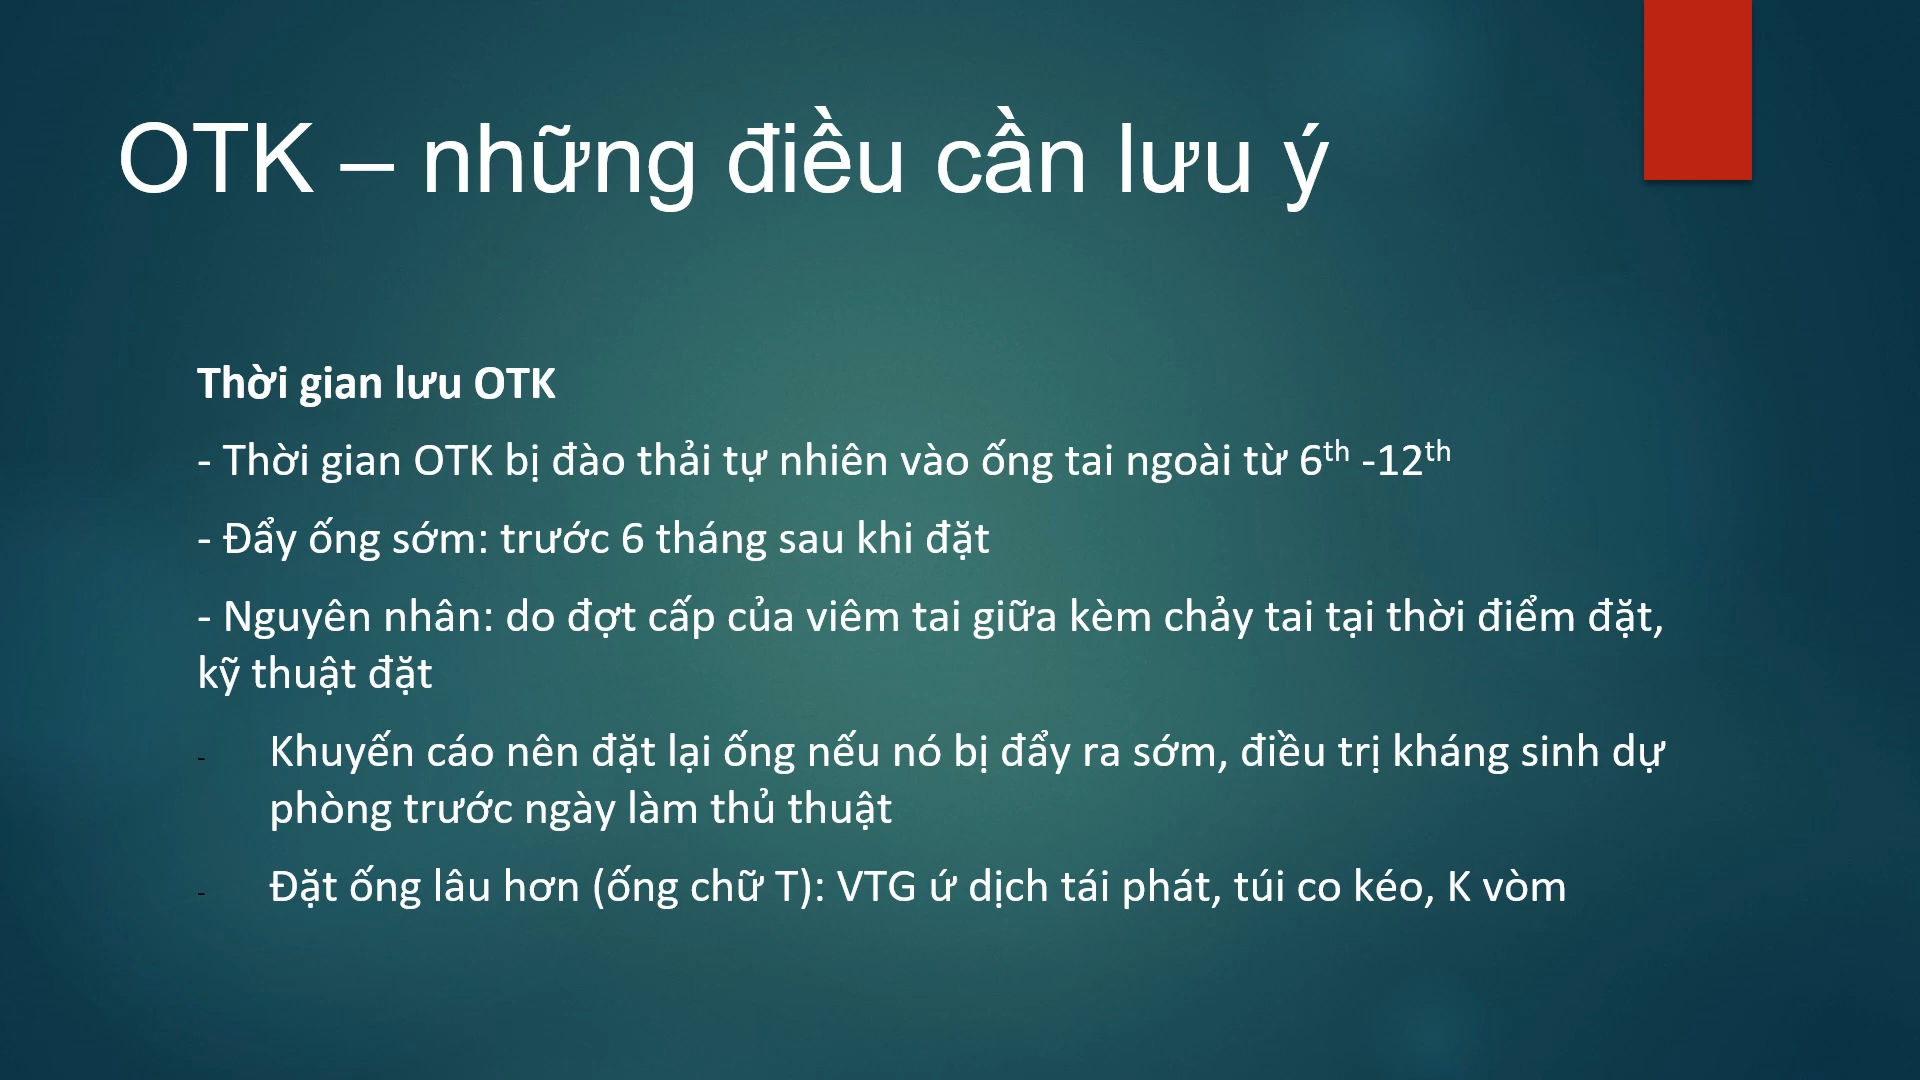 OTK – những điều cần lưu ý
Thời gian lưu OTK
- Thời gian OTK bị đào thải tự nhiên vào ống tai ngoài từ 6th -12th
- Đẩy ống sớm: trước 6 tháng sau khi đặt
- Nguyên nhân: do đợt cấp của viêm tai giữa kèm chảy tai tại thời điểm đặt,
kỹ thuật đặt
- Khuyến cáo nên đặt lại ống nếu nó bị đẩy ra sớm, điều trị kháng sinh dự
phòng trước ngày làm thủ thuật
- Đặt ống lâu hơn (ống chữ T): VTG ứ dịch tái phát, túi co kéo, K vòm